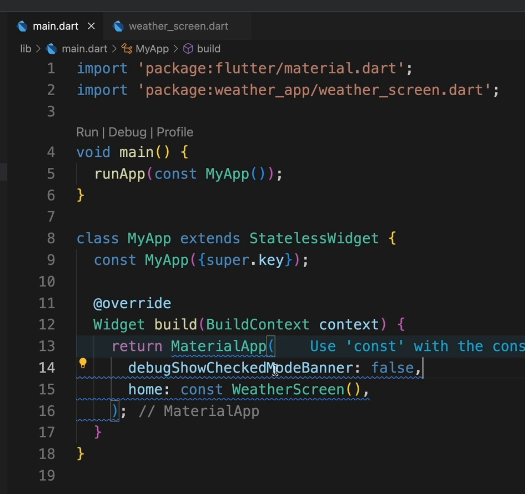 main.dart × weather_screen.dart
lib > main.dart > MyApp > build
1 import 'package:flutter/material.dart';
2 import 'package:weather_app/weather_screen.dart';
3
Run | Debug | Profile
4 void main() {
5 runApp(const MyApp());
6 }
7
8 class MyApp extends StatelessWidget {
9 const MyApp({super.key});
10
11 @override
12 Widget build(BuildContext context) {
13 return MaterialApp( Use 'const' with the cons
14 debugShowCheckedModeBanner: false,
15 home: const WeatherScreen(),
16 ); // MaterialApp
17 }
18 }
19